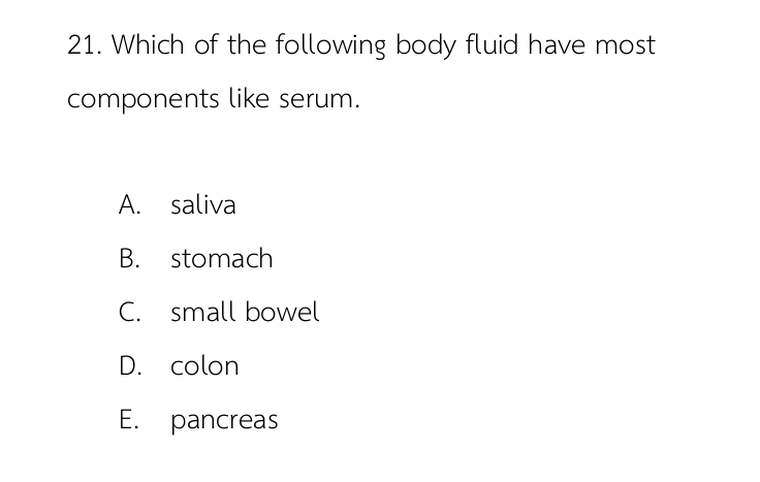 21. Which of the following body fluid have most
components like serum.
A. saliva
B. stomach
C. small bowel
D. colon
E. pancreas